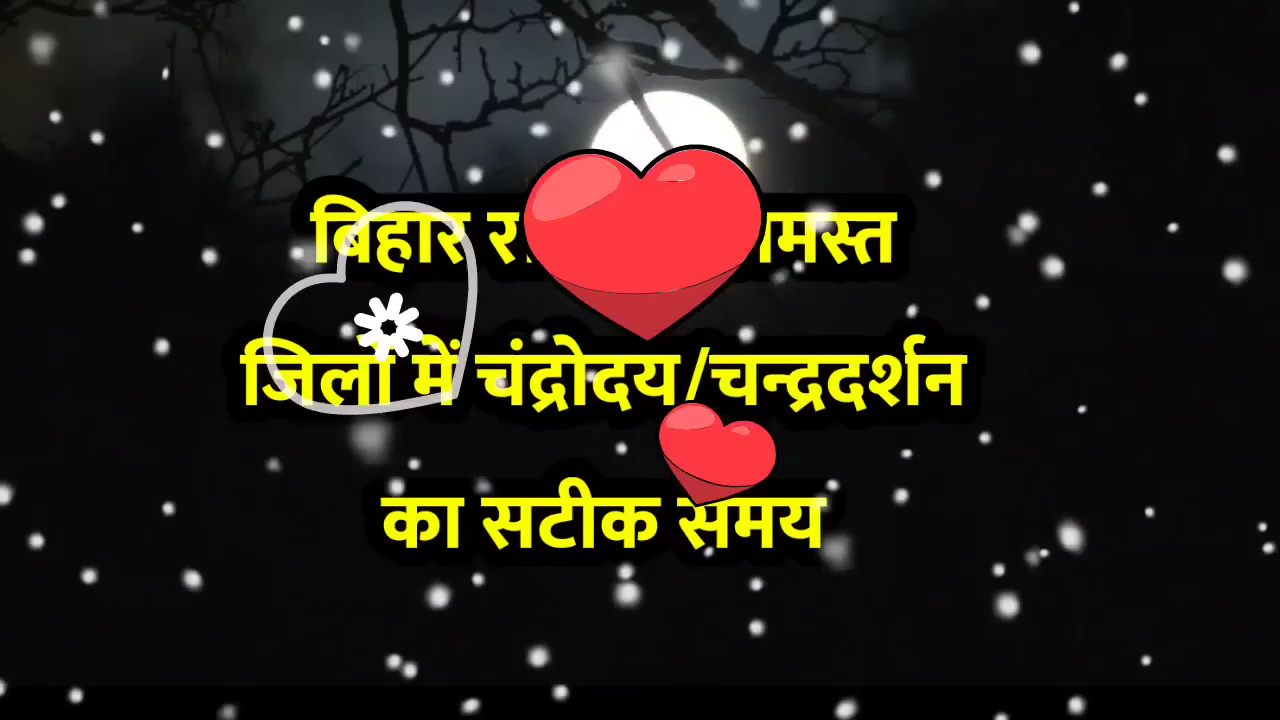 बिहार
जिलों में चंद्रोदय/चन्द्रदर्शन
का सटीक समय